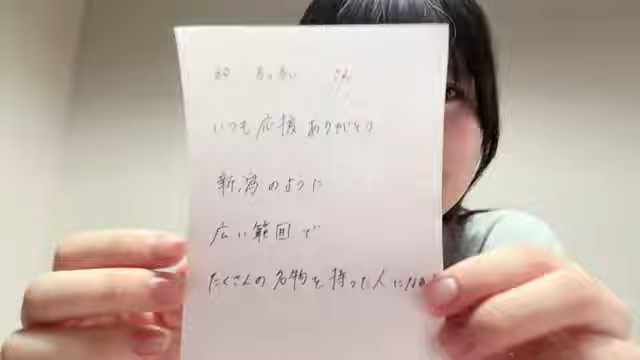 いつも応援ありがとう
新潟のように
広い範囲で
たくさんの名物を持った人に